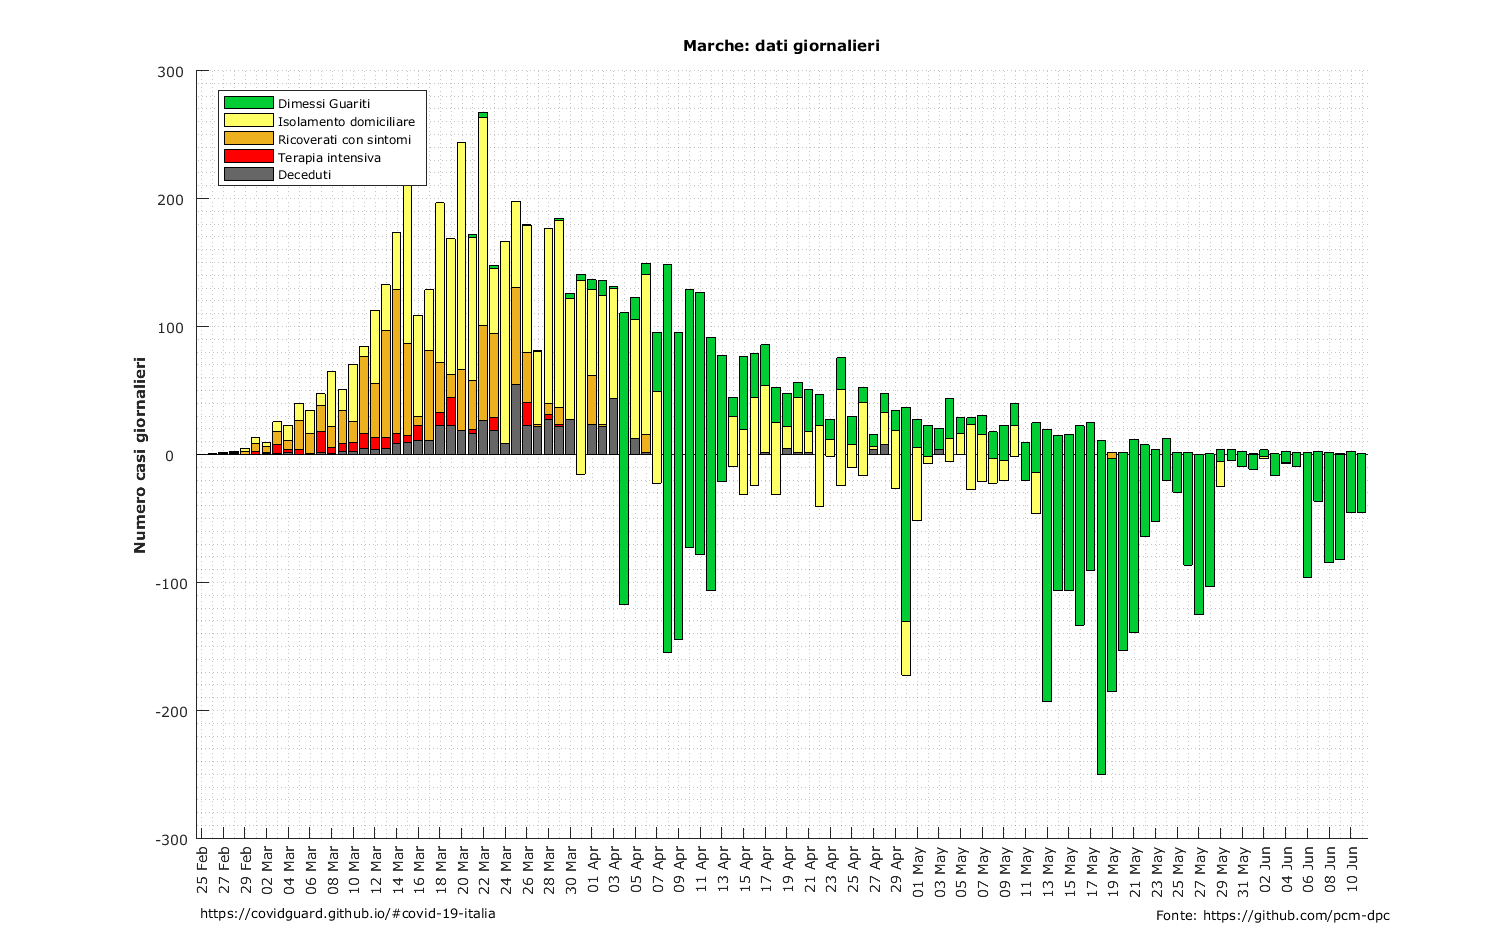 Marche: dati giornalieri
Numero casi giornalieri
300
200
100
0
-100
-200
-300
Dimessi Guariti
Isolamento domiciliare
Ricoverati con sintomi
Terapia intensiva
Deceduti
25 Feb
27 Feb
29 Feb
02 Mar
04 Mar
06 Mar
08 Mar
10 Mar
12 Mar
14 Mar
16 Mar
18 Mar
20 Mar
22 Mar
24 Mar
26 Mar
28 Mar
30 Mar
01 Apr
03 Apr
05 Apr
07 Apr
09 Apr
11 Apr
13 Apr
15 Apr
17 Apr
19 Apr
21 Apr
23 Apr
25 Apr
27 Apr
29 Apr
01 May
03 May
05 May
07 May
09 May
11 May
13 May
15 May
17 May
19 May
21 May
23 May
25 May
27 May
29 May
31 May
02 Jun
04 Jun
06 Jun
08 Jun
10 Jun
https://covidguard.github.io/#covid-19-italia
Fonte: https://github.com/pcm-dpc